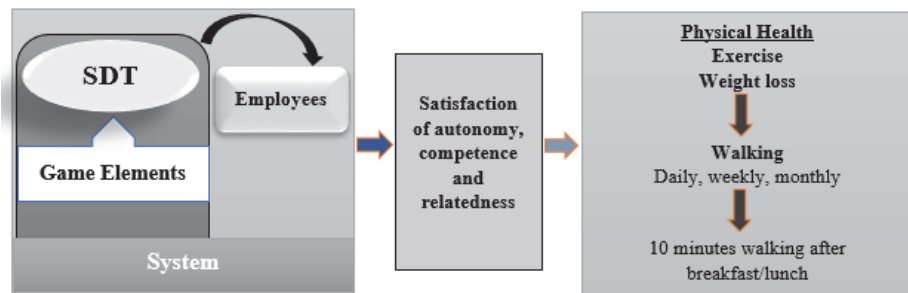 SDT
Employees
Game Elements
System
Satisfaction
of autonomy,
competence
and
relatedness
Physical Health
Exercise
Weight loss
Walking
Daily, weekly, monthly
10 minutes walking after
breakfast/lunch